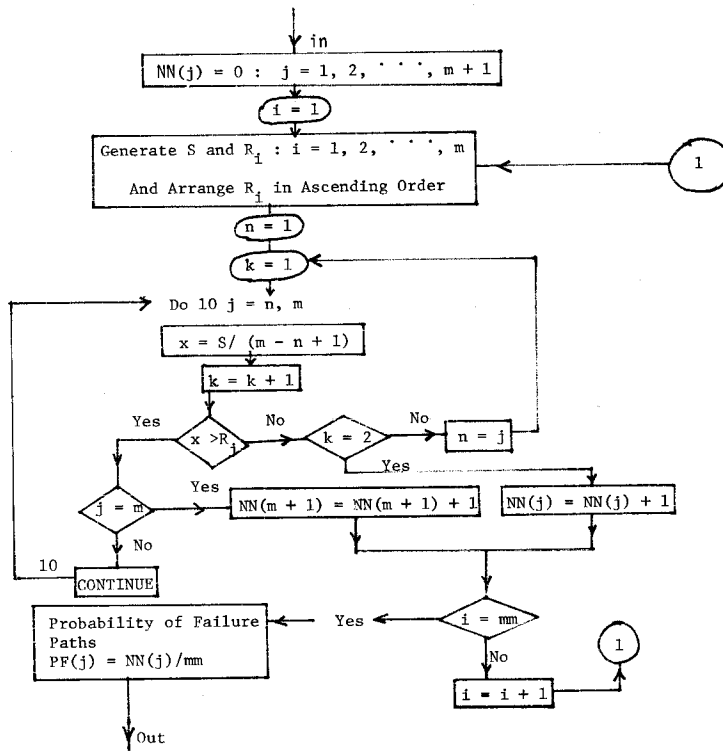 in
NN(j) = 0 : j = 1, 2, · · ·, m + 1
i = 1
Generate S and R_i : i = 1, 2, · · ·, m
And Arrange R_i in Ascending Order
1
n = 1
k = 1
Do 10 j = n, m
x = S/ (m - n + 1)
k = k + 1
Yes
x >R_j
No
k = 2
No
n = j
Yes
j = m
Yes
NN(m + 1) = NN(m + 1) + 1
NN(j) = NN(j) + 1
No
10
CONTINUE
Probability of Failure
Paths
PF(j) = NN(j)/mm
Yes
i = mm
1
No
i = i + 1
Out